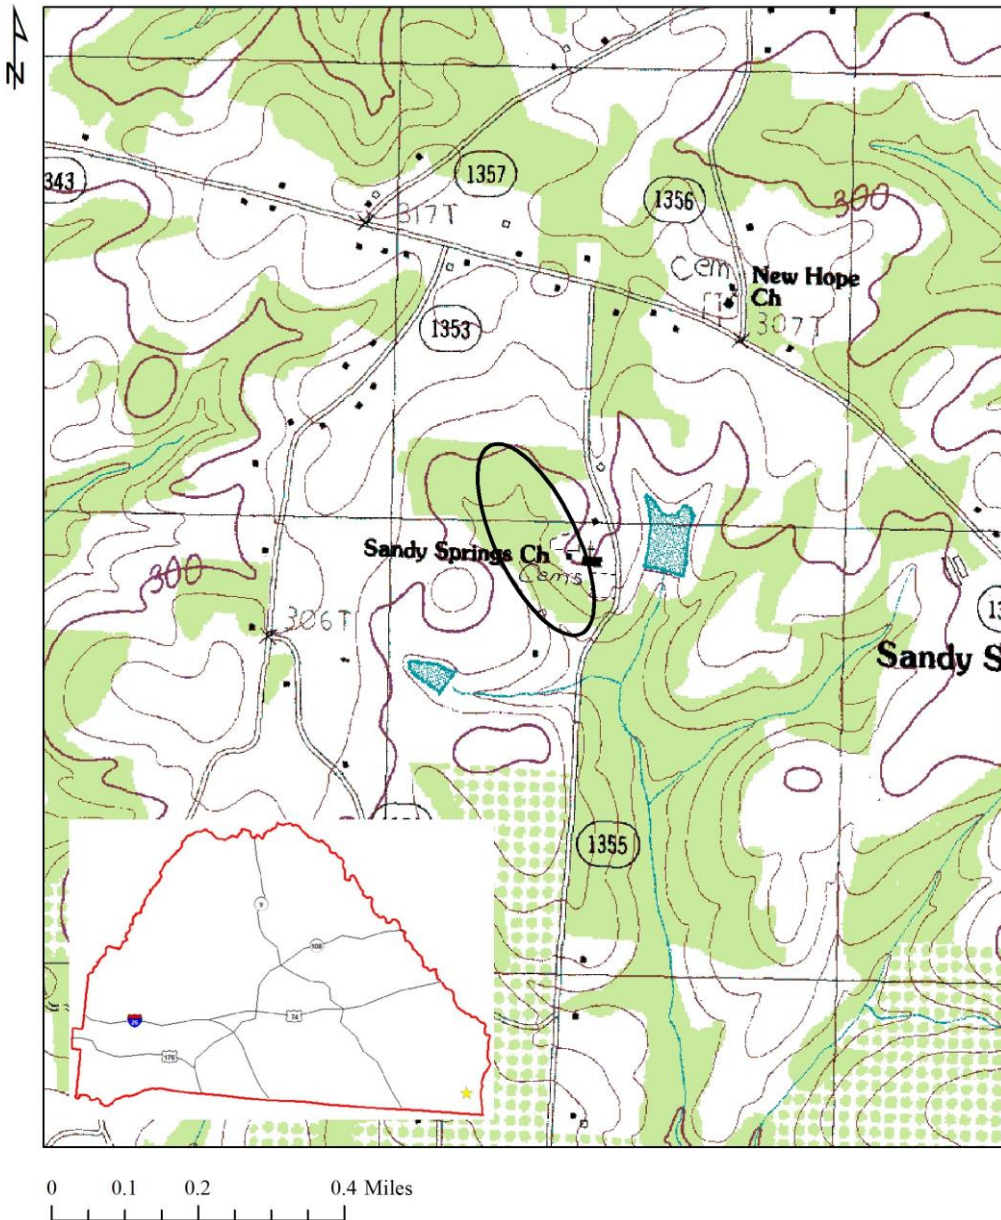 N
1357
343
1356
300
317T
Cem
New Hope
Ch
1353
307T
Sandy Springs Ch
Cems
300
306T
Sandy S
1355
9
108
74
26
176
0 0.1 0.2 0.4 Miles